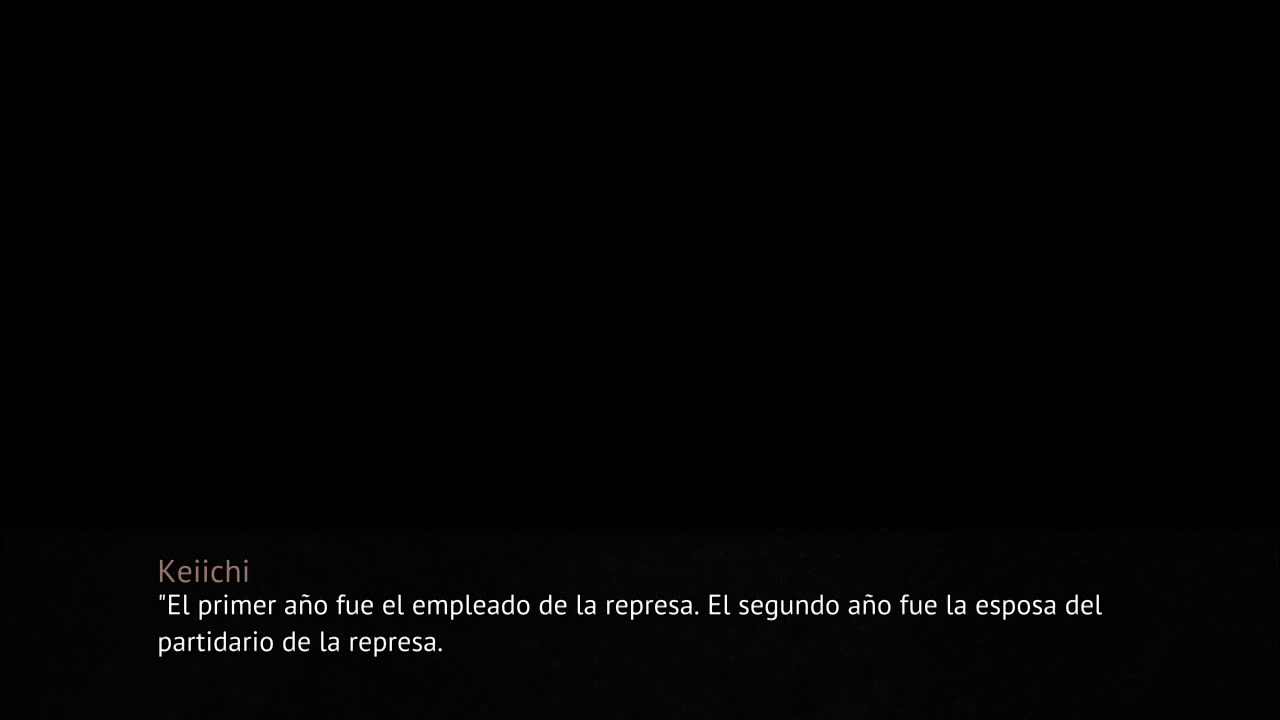 Keiichi
"El primer año fue el empleado de la represa. El segundo año fue la esposa del
partidario de la represa.